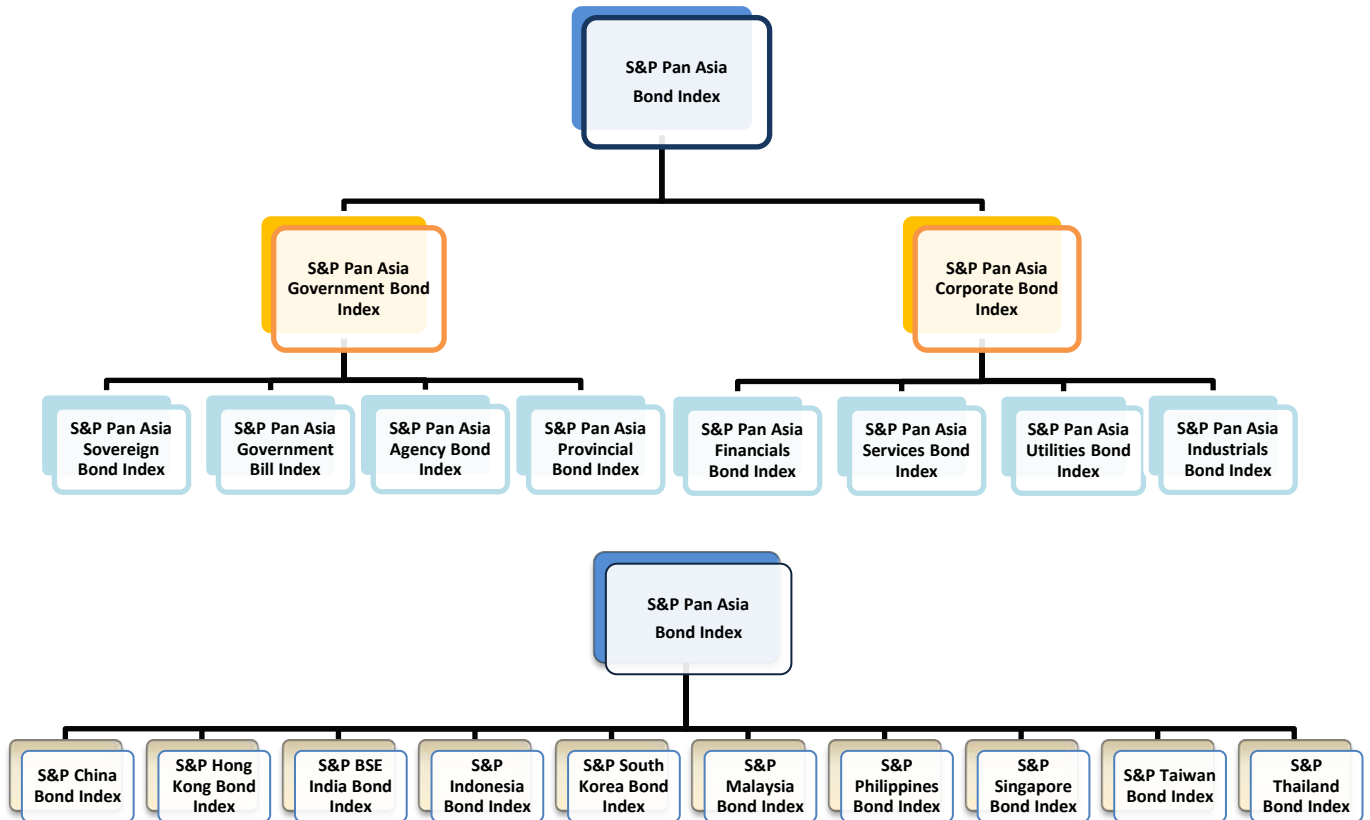 S&P Pan Asia
Bond Index
S&P Pan Asia
Government Bond
Index
S&P Pan Asia
Corporate Bond
Index
S&P Pan Asia
Sovereign
Bond Index
S&P Pan Asia
Government
Bill Index
S&P Pan Asia
Agency Bond
Index
S&P Pan Asia
Provincial
Bond Index
S&P Pan Asia
Financials
Bond Index
S&P Pan Asia
Services Bond
Index
S&P Pan Asia
Utilities Bond
Index
S&P Pan Asia
Industrials
Bond Index
S&P Pan Asia
Bond Index
S&P China
Bond Index
S&P Hong
Kong Bond
Index
S&P BSE
India Bond
Index
S&P
Indonesia
Bond Index
S&P South
Korea Bond
Index
S&P
Malaysia
Bond Index
S&P
Philippines
Bond Index
S&P
Singapore
Bond Index
S&P Taiwan
Bond Index
S&P
Thailand
Bond Index